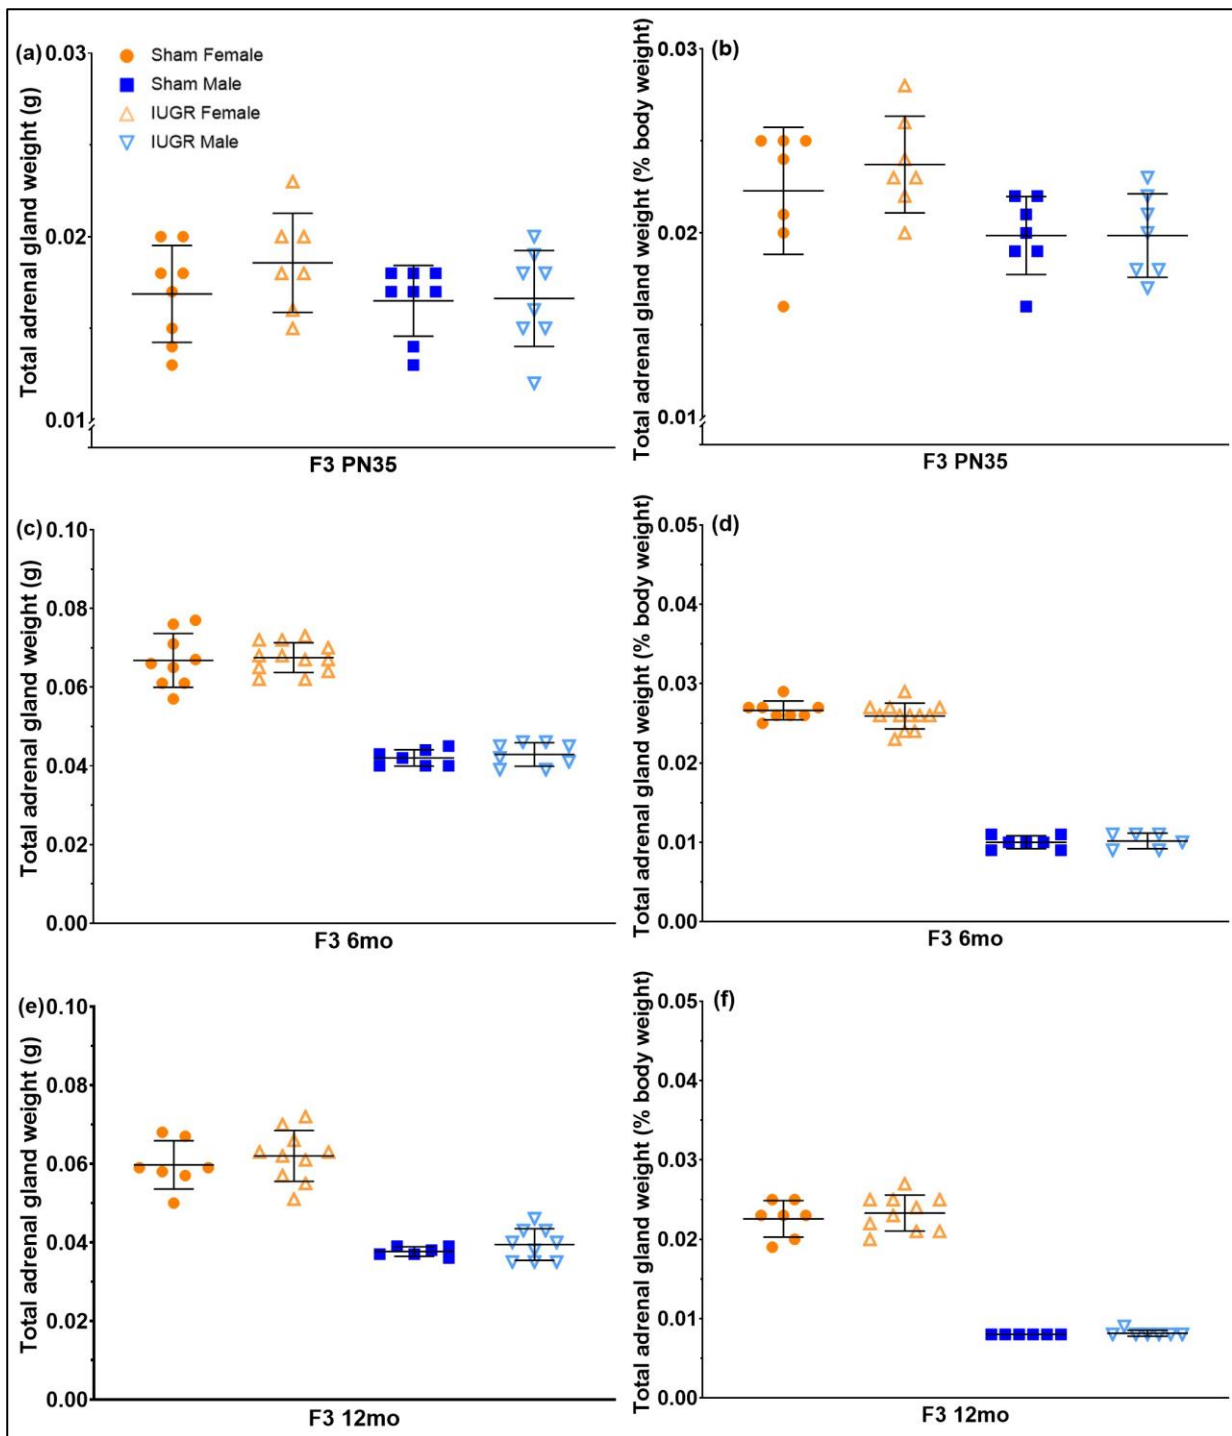 (a)
Total adrenal gland weight (g)
0.03
0.02
0.01
Sham Female
Sham Male
IUGR Female
IUGR Male
F3 PN35
(b)
Total adrenal gland weight (% body weight)
0.03
0.02
0.01
F3 PN35
(c)
Total adrenal gland weight (g)
0.10
0.08
0.06
0.04
0.02
0.00
F3 6mo
(d)
Total adrenal gland weight (% body weight)
0.05
0.04
0.03
0.02
0.01
0.00
F3 6mo
(e)
Total adrenal gland weight (g)
0.10
0.08
0.06
0.04
0.02
0.00
F3 12mo
(f)
Total adrenal gland weight (% body weight)
0.05
0.04
0.03
0.02
0.01
0.00
F3 12mo